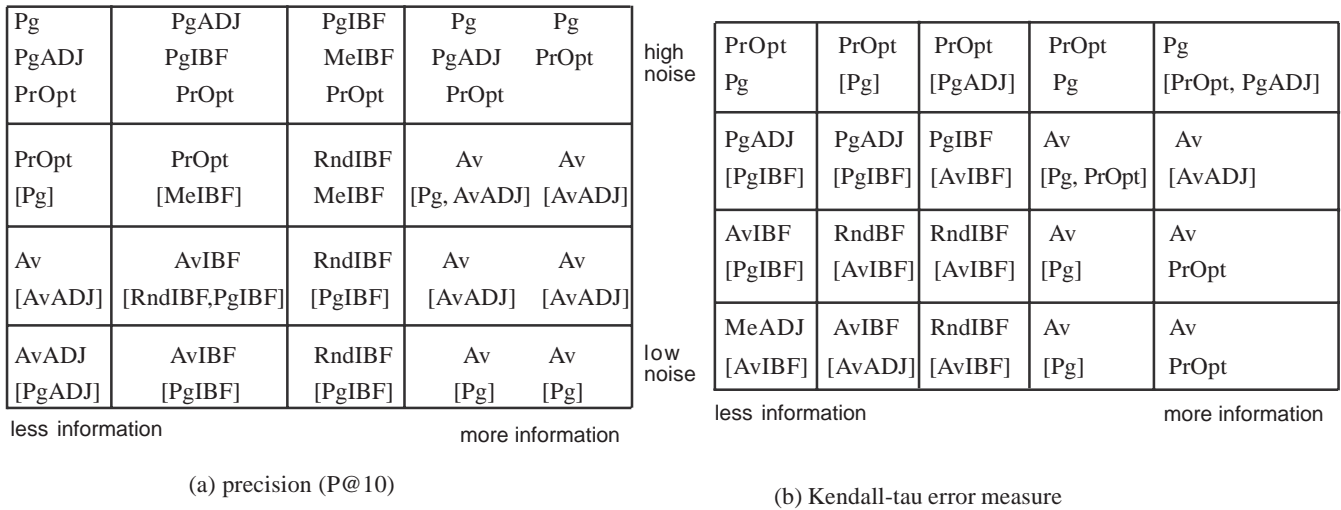 Pg PgADJ PgIBF Pg Pg
PgADJ PgIBF MeIBF PgADJ PrOpt
PrOpt PrOpt PrOpt PrOpt
PrOpt PrOpt RndIBF Av Av
[Pg] [MeIBF] MeIBF [Pg, AvADJ] [AvADJ]
Av AvIBF RndIBF Av Av
[AvADJ] [RndIBF,PgIBF] [PgIBF] [AvADJ] [AvADJ]
AvADJ AvIBF RndIBF Av Av
[PgADJ] [PgIBF] [PgIBF] [Pg] [Pg]
less information
more information
(a) precision (P@10)
high
noise
low
noise
PrOpt PrOpt PrOpt PrOpt Pg
Pg [Pg] [PgADJ] Pg [PrOpt, PgADJ]
PgADJ PgADJ PgIBF Av Av
[PgIBF] [PgIBF] [AvIBF] [Pg, PrOpt] [AvADJ]
AvIBF RndBF RndIBF Av Av
[PgIBF] [AvIBF] [AvIBF] [Pg] PrOpt
MeADJ AvIBF RndIBF Av Av
[AvIBF] [AvADJ] [AvIBF] [Pg] PrOpt
less information
more information
(b) Kendall-tau error measure